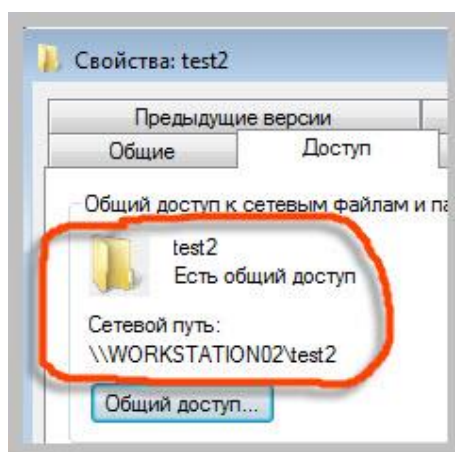 Свойства: test2
Предыдущие версии
Общие
Доступ
Общий доступ к сетевым файлам и
test2
Есть общий доступ
Сетевой путь:
\\WORKSTATION02\test2
Общий доступ...